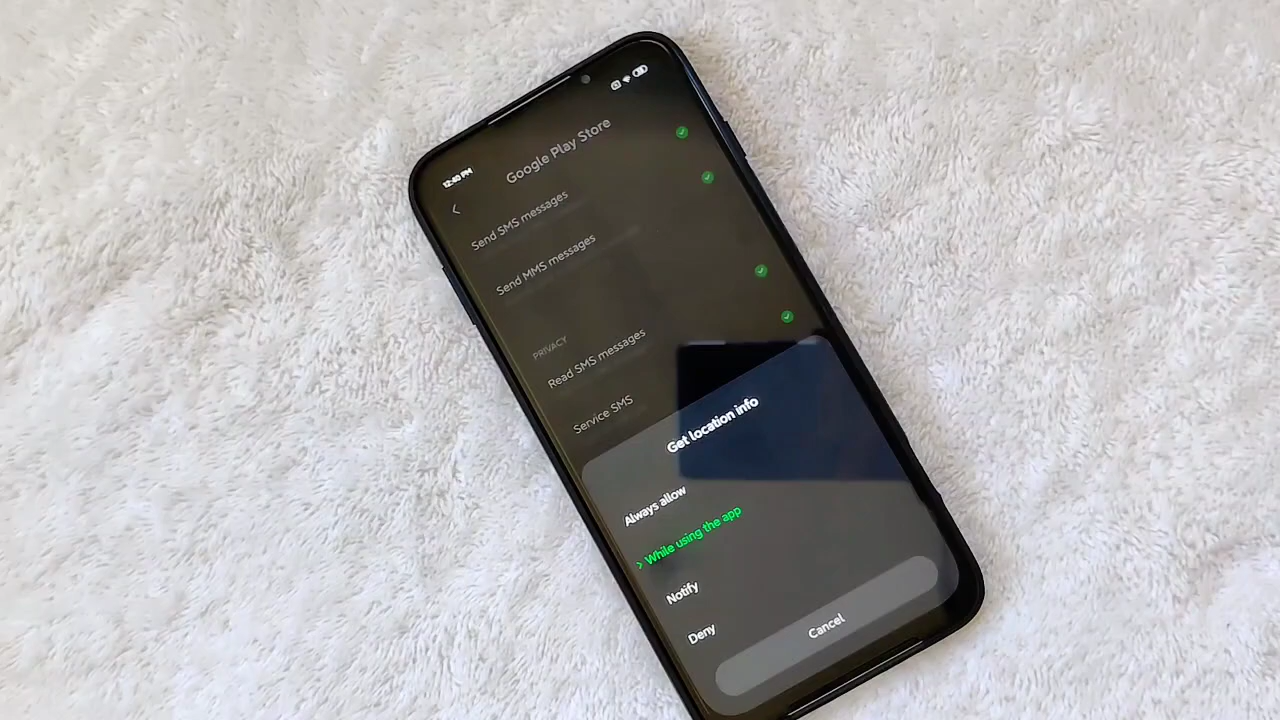 12:40 PM
Google Play Store
Send SMS messages
Send MMS messages
PRIVACY
Read SMS messages
Service SMS
Get location info
Always allow
While using the app
Notify
Deny
Cancel